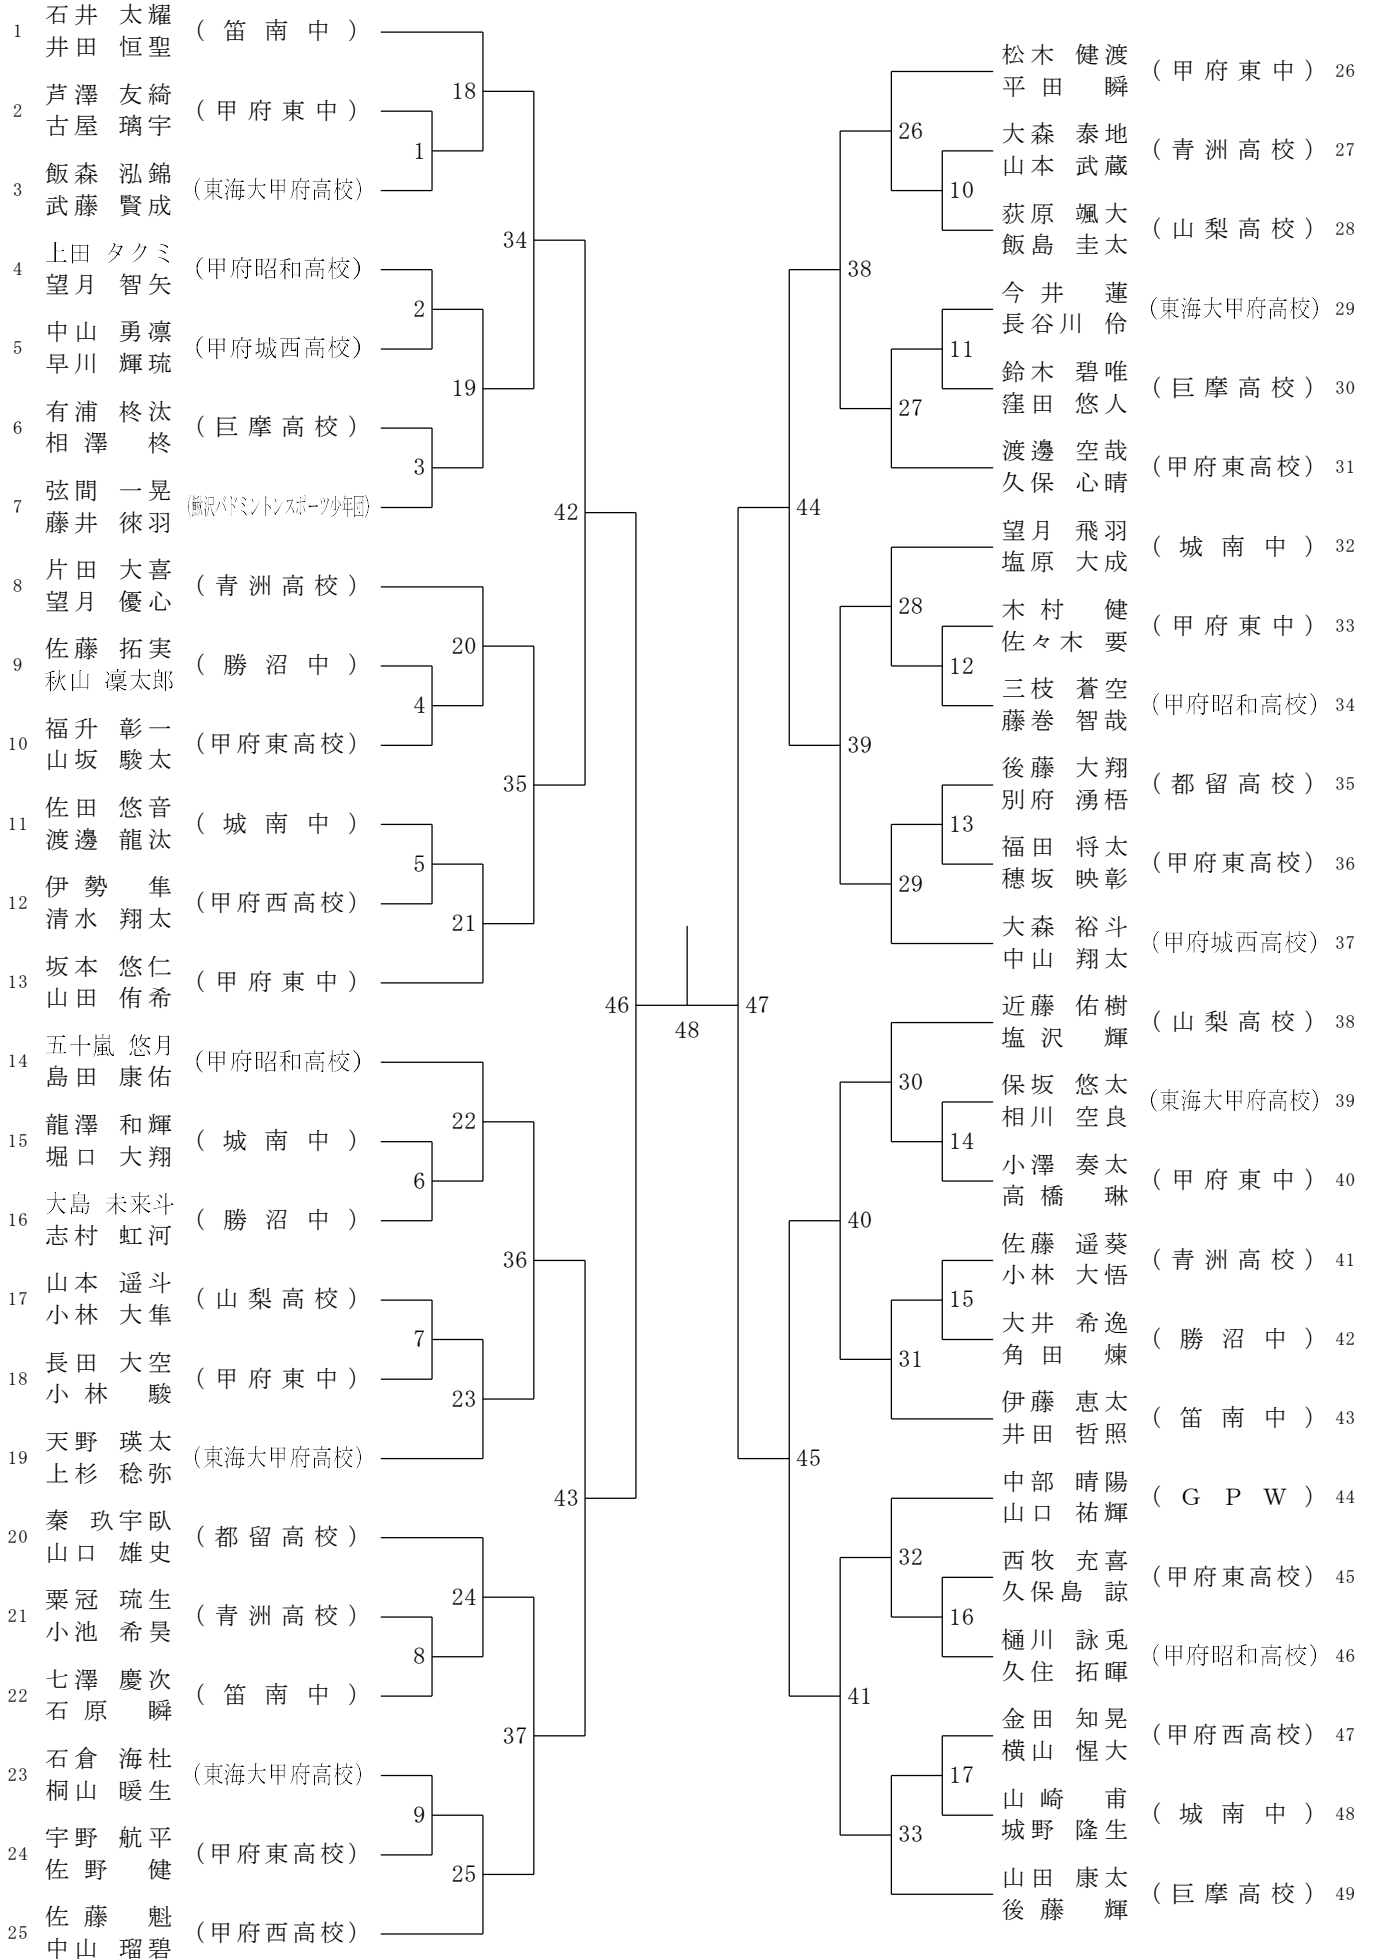 1 石井 太耀 井田 恒聖 (笛南中)
2 芦澤 友綺 古屋 璃宇 (甲府東中)
3 飯森 泓錦 武藤 賢成 (東海大甲府高校)
4 上田 タクミ 望月 智矢 (甲府昭和高校)
5 中山 勇凛 早川 輝琉 (甲府城西高校)
6 有浦 柊汰 相澤 柊 (巨摩高校)
7 弦間 一晃 藤井 徠羽 (鰍沢バドミントンスポーツ少年団)
8 片田 大喜 望月 優心 (青洲高校)
9 佐藤 拓実 秋山 凜太郎 (勝沼中)
10 福升 彰一 山坂 駿太 (甲府東高校)
11 佐田 悠音 渡邊 龍汰 (城南中)
12 伊勢 隼 清水 翔太 (甲府西高校)
13 坂本 悠仁 山田 侑希 (甲府東中)
14 五十嵐 悠月 島田 康佑 (甲府昭和高校)
15 龍澤 和輝 堀口 大翔 (城南中)
16 大島 未来斗 志村 虹河 (勝沼中)
17 山本 遥斗 小林 大隼 (山梨高校)
18 長田 大空 小林 駿 (甲府東中)
19 天野 瑛太 上杉 稔弥 (東海大甲府高校)
20 秦 玖宇臥 山口 雄史 (都留高校)
21 粟冠 琉生 小池 希昊 (青洲高校)
22 七澤 慶次 石原 瞬 (笛南中)
23 石倉 海杜 桐山 暖生 (東海大甲府高校)
24 宇野 航平 佐野 健 (甲府東高校)
25 佐藤 魁 中山 瑠碧 (甲府西高校)
18
1
34
2
19
3
42
20
4
35
5
21
46
22
6
36
7
23
43
24
8
37
9
25
48
47
26
10
38
11
27
44
28
12
39
13
29
30
14
40
15
31
45
32
16
41
17
33
松木 健渡 平田 瞬 (甲府東中) 26
大森 泰地 山本 武蔵 (青洲高校) 27
荻原 颯大 飯島 圭太 (山梨高校) 28
今井 蓮 長谷川 伶 (東海大甲府高校) 29
鈴木 碧唯 窪田 悠人 (巨摩高校) 30
渡邊 空哉 久保 心晴 (甲府東高校) 31
望月 飛羽 塩原 大成 (城南中) 32
木村 健 佐々木 要 (甲府東中) 33
三枝 蒼空 藤巻 智哉 (甲府昭和高校) 34
後藤 大翔 別府 湧梧 (都留高校) 35
福田 将太 穂坂 映彰 (甲府東高校) 36
大森 裕斗 中山 翔太 (甲府城西高校) 37
近藤 佑樹 塩沢 輝 (山梨高校) 38
保坂 悠太 相川 空良 (東海大甲府高校) 39
小澤 奏太 高橋 琳 (甲府東中) 40
佐藤 遥葵 小林 大悟 (青洲高校) 41
大井 希逸 角田 煉 (勝沼中) 42
伊藤 恵太 井田 哲照 (笛南中) 43
中部 晴陽 山口 祐輝 (GPW) 44
西牧 充喜 久保島 諒 (甲府東高校) 45
樋川 詠兎 久住 拓暉 (甲府昭和高校) 46
金田 知晃 横山 惺大 (甲府西高校) 47
山崎 甫 城野 隆生 (城南中) 48
山田 康太 後藤 輝 (巨摩高校) 49